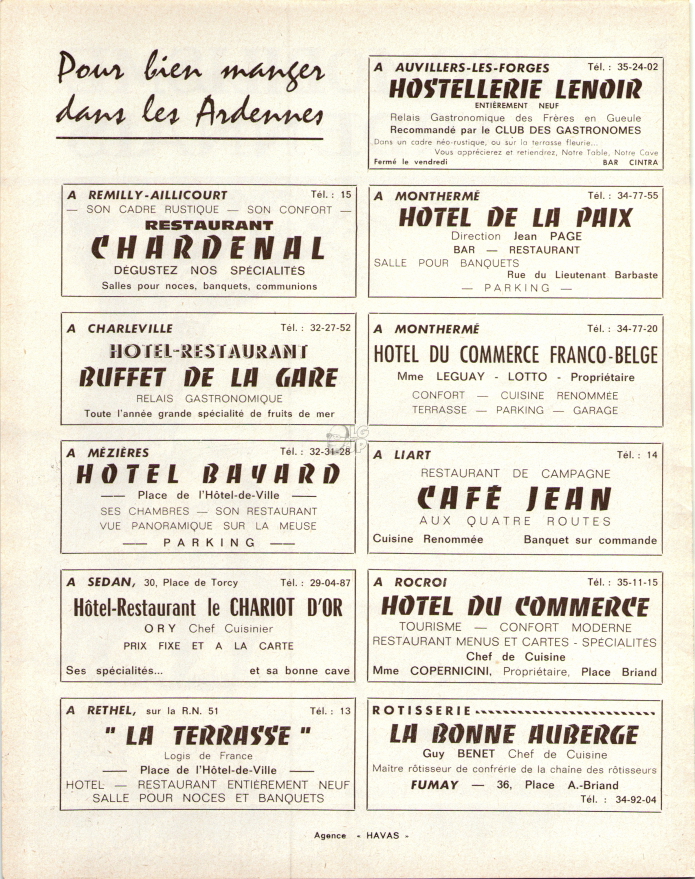 Pour bien manger
dans les Ardennes
A AUVILLERS-LES-FORGES Tél. : 35-24-02
HOSTELLERIE LENOIR
ENTIÈREMENT NEUF
Relais Gastronomique des Frères en Gueule
Recommandé par le CLUB DES GASTRONOMES
Dans un cadre néo-rustique, ou sur la terrasse fleurie...
Vous apprécierez et retiendrez, Notre Table, Notre Cave
Fermé le vendredi BAR CINTRA
A REMILLY-AILLICOURT Tél. : 15
— SON CADRE RUSTIQUE — SON CONFORT —
RESTAURANT
CHARDENAL
DÉGUSTEZ NOS SPÉCIALITÉS
Salles pour noces, banquets, communions
A MONTHERMÉ Tél. : 34-77-55
HOTEL DE LA PAIX
Direction Jean PAGE
BAR — RESTAURANT
SALLE POUR BANQUETS
Rue du Lieutenant Barbaste
— PARKING —
A CHARLEVILLE Tél. : 32-27-52
HOTEL-RESTAURANT
BUFFET DE LA GARE
RELAIS GASTRONOMIQUE
Toute l'année grande spécialité de fruits de mer
A MONTHERMÉ Tél. : 34-77-20
HOTEL DU COMMERCE FRANCO-BELGE
Mme LEGUAY - LOTTO - Propriétaire
CONFORT — CUISINE RENOMMÉE
TERRASSE — PARKING — GARAGE
A MÉZIÈRES Tél. : 32-31-28
HOTEL BAYARD
— Place de l'Hôtel-de-Ville —
SES CHAMBRES — SON RESTAURANT
VUE PANORAMIQUE SUR LA MEUSE
— PARKING —
A LIART Tél. : 14
RESTAURANT DE CAMPAGNE
CAFÉ JEAN
AUX QUATRE ROUTES
Cuisine Renommée Banquet sur commande
A SEDAN, 30, Place de Torcy Tél. : 29-04-87
Hôtel-Restaurant le CHARIOT D'OR
ORY Chef Cuisinier
PRIX FIXE ET A LA CARTE
Ses spécialités... et sa bonne cave
A ROCROI Tél. : 35-11-15
HOTEL DU COMMERCE
TOURISME — CONFORT MODERNE
RESTAURANT MENUS ET CARTES - SPÉCIALITÉS
Chef de Cuisine
Mme COPERNICINI, Propriétaire, Place Briand
A RETHEL, sur la R.N. 51 Tél. : 13
" LA TERRASSE "
Logis de France
— Place de l'Hôtel-de-Ville —
HOTEL — RESTAURANT ENTIÈREMENT NEUF
SALLE POUR NOCES ET BANQUETS
ROTISSERIE
LA BONNE AUBERGE
Guy BENET Chef de Cuisine
Maître rôtisseur de confrérie de la chaîne des rôtisseurs
FUMAY — 36, Place A.-Briand
Tél. : 34-92-04
Agence - HAVAS -